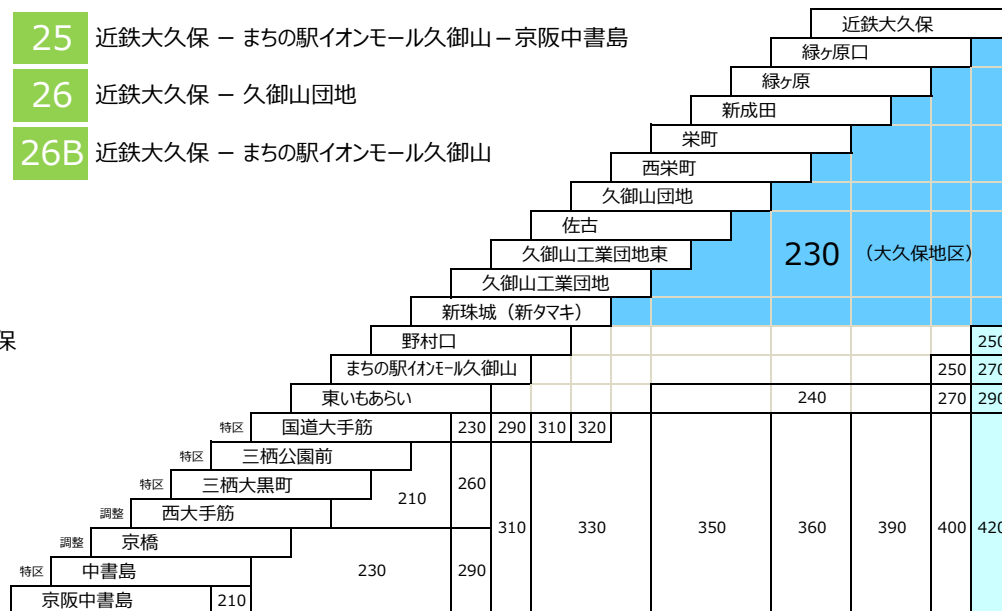 近鉄大久保
25 近鉄大久保 － まちの駅イオンモール久御山－京阪中書島
緑ヶ原口
緑ヶ原
26 近鉄大久保 － 久御山団地
新成田
栄町
26B 近鉄大久保 － まちの駅イオンモール久御山
西栄町
久御山団地
佐古
久御山工業団地東 230 （大久保地区）
久御山工業団地
新珠城（新タマキ）
保 野村口 250
まちの駅イオンモール久御山 250 270
東いもあらい 240 270 290
特区 国道大手筋 230 290 310 320
特区 三栖公園前
特区 三栖大黒町 210 260
調整 西大手筋 310 330 350 360 390 400 420
調整 京橋
特区 中書島 230 290
京阪中書島 210